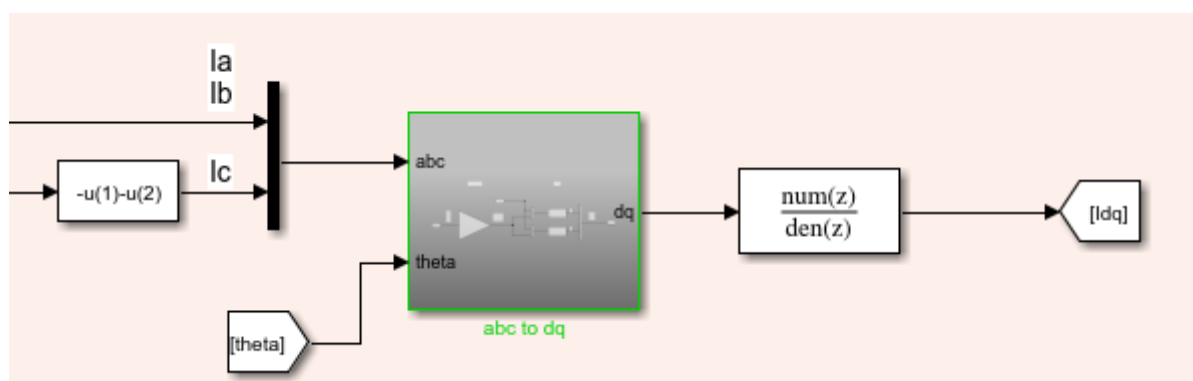 Ia
Ib
Ic
-u(1)-u(2)
abc
dq
theta
abc to dq
[theta]
num(z)
den(z)
[Idq]